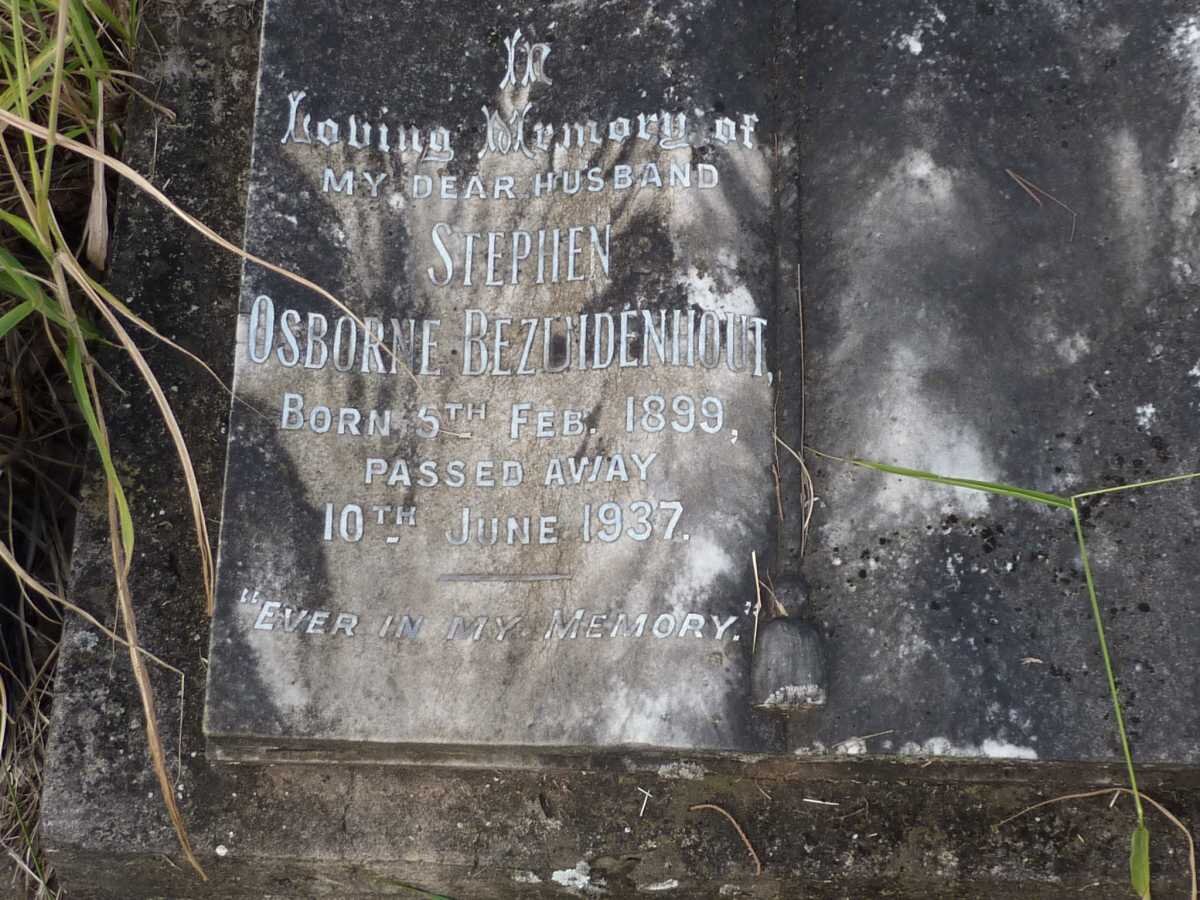 In
Loving Memory of
MY DEAR HUSBAND
STEPHEN
OSBORNE BEZUIDENHOUT,
BORN 5TH FEB. 1899,
PASSED AWAY
10TH JUNE 1937.
"EVER IN MY MEMORY."